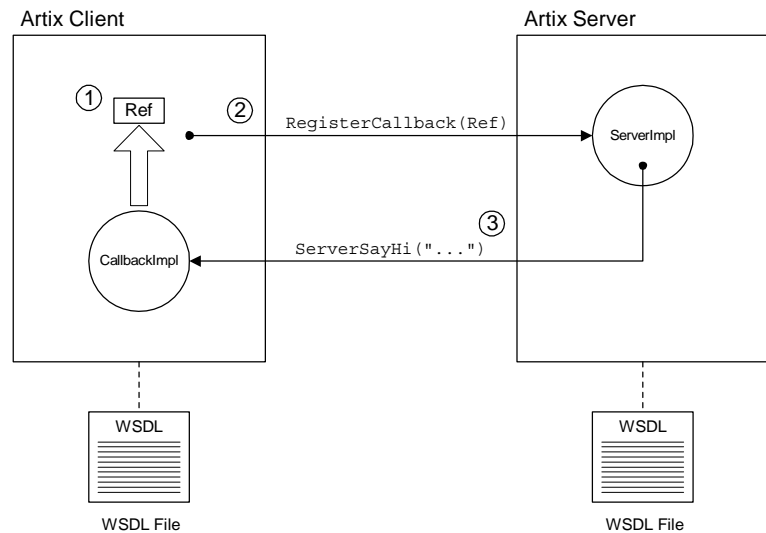 Artix Client
Artix Server
1
Ref
2
RegisterCallback(Ref)
ServerImpl
3
CallbackImpl
ServerSayHi("...")
WSDL
WSDL
WSDL File
WSDL File